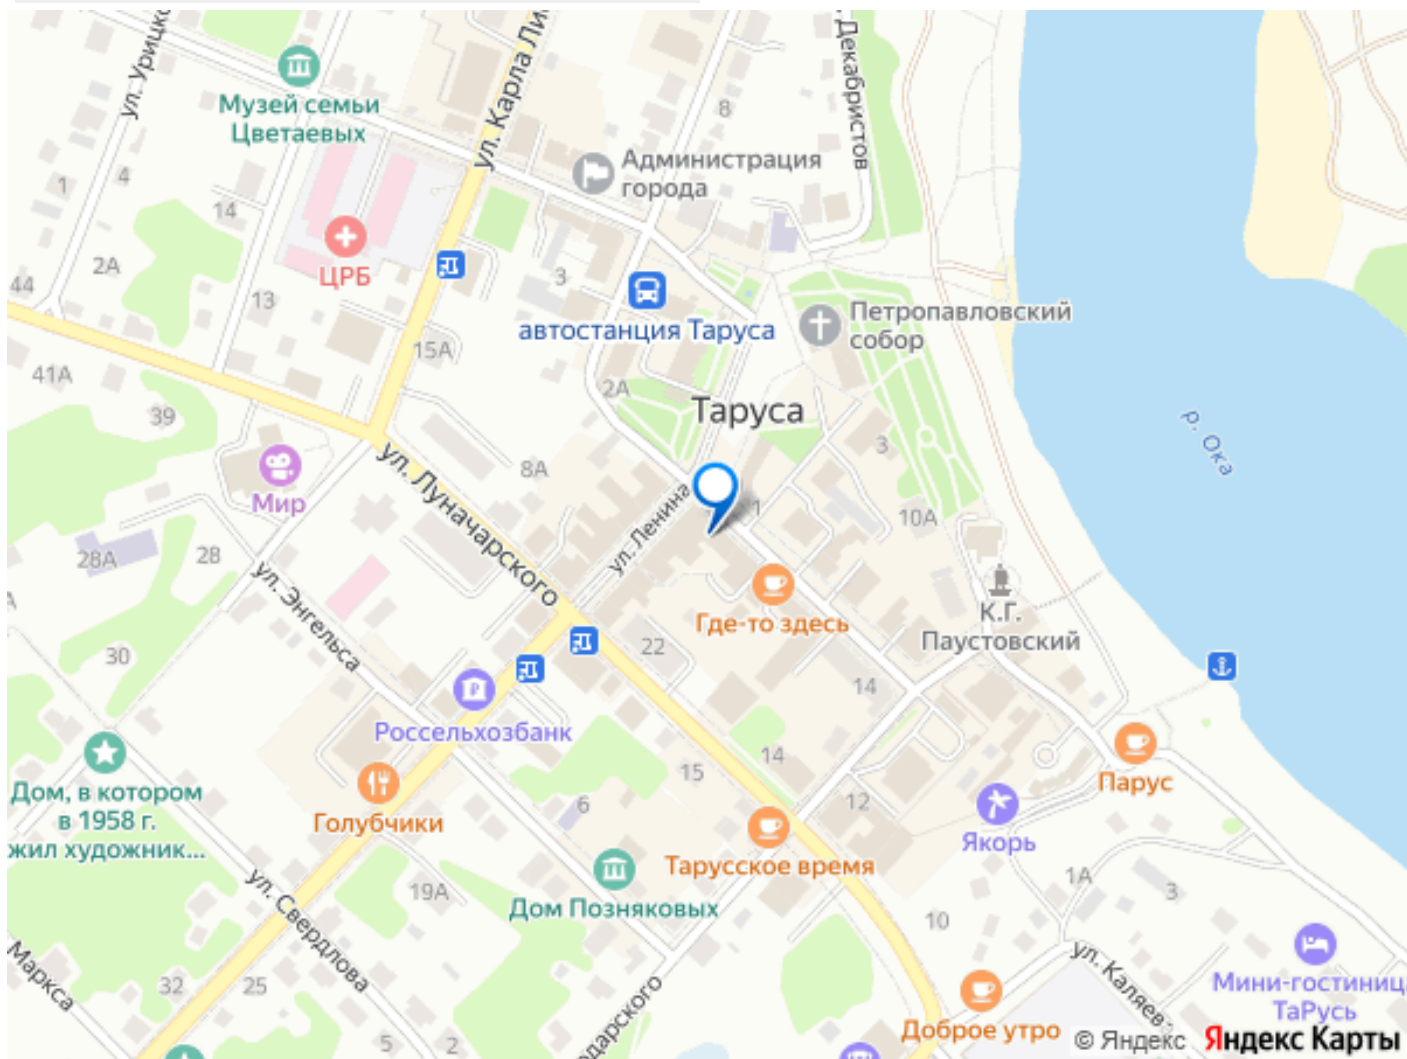 ул. Урицко
Музей семьи
Цветаевых
ул. Карла Ли
Декабристов
8
Администрация
города
1
4
14
2А
ЦРБ
44
13
3
автостанция Таруса
Петропавловский
собор
15А
41А
39
2А
Таруса
3
р. Ока
ул. Луначарского
8А
Мир
ул. Ленина
1
10А
28А
28
ул. Энгельса
Где-то здесь
К.Г.
Паустовский
30
22
14
Россельхозбанк
14
15
Парус
Дом, в котором
в 1958 г.
жил художник...
Голубчики
6
12
Якорь
Тарусское время
19А
ул. Свердлова
Дом Позняковых
1А
3
10
Маркса
32
25
ул. Каляев
Мини-гостиниц
ТаРусь
5
2
одарского
Доброе утро
© Яндекс Яндекс Карты